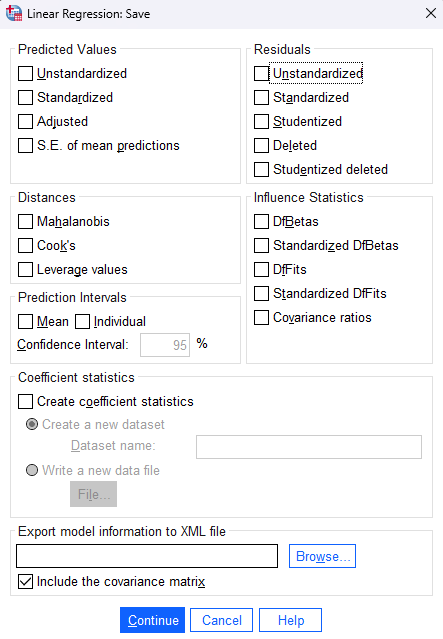 Linear Regression: Save
Predicted Values
Unstandardized
Standardized
Adjusted
S.E. of mean predictions
Residuals
Unstandardized
Standardized
Studentized
Deleted
Studentized deleted
Distances
Mahalanobis
Cook's
Leverage values
Influence Statistics
DfBetas
Standardized DfBetas
DfFits
Standardized DfFits
Covariance ratios
Prediction Intervals
Mean Individual
Confidence Interval: 95 %
Coefficient statistics
Create coefficient statistics
Create a new dataset
Dataset name:
Write a new data file
File...
Export model information to XML file
Browse...
Include the covariance matrix
Continue Cancel Help